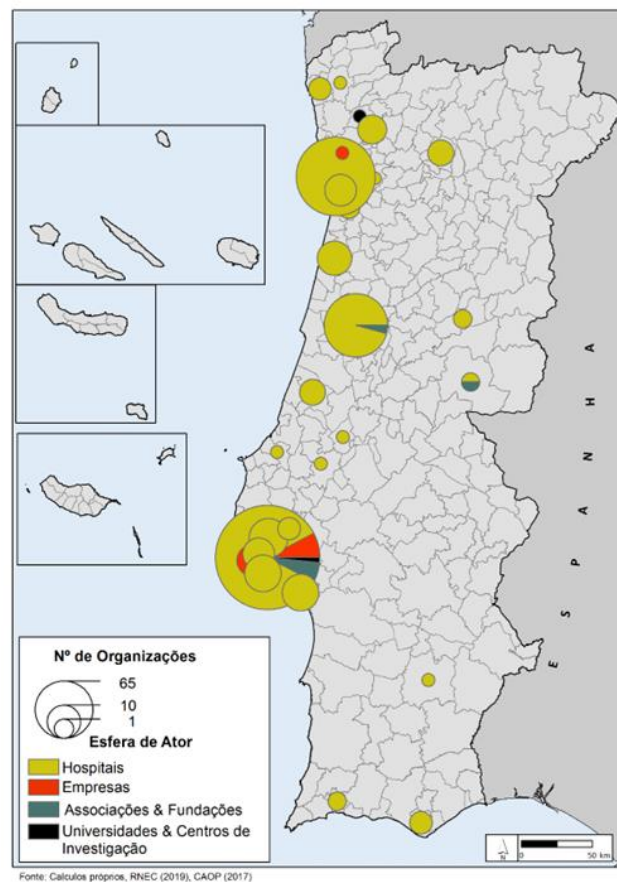 ESPANHA
Nº de Organizações
65
10
1
Esfera de Ator
Hospitais
Empresas
Associações & Fundações
Universidades & Centros de
Investigação
N
0
50 km
Fonte: Calculos próprios, RNEC (2019), CAOP (2017)